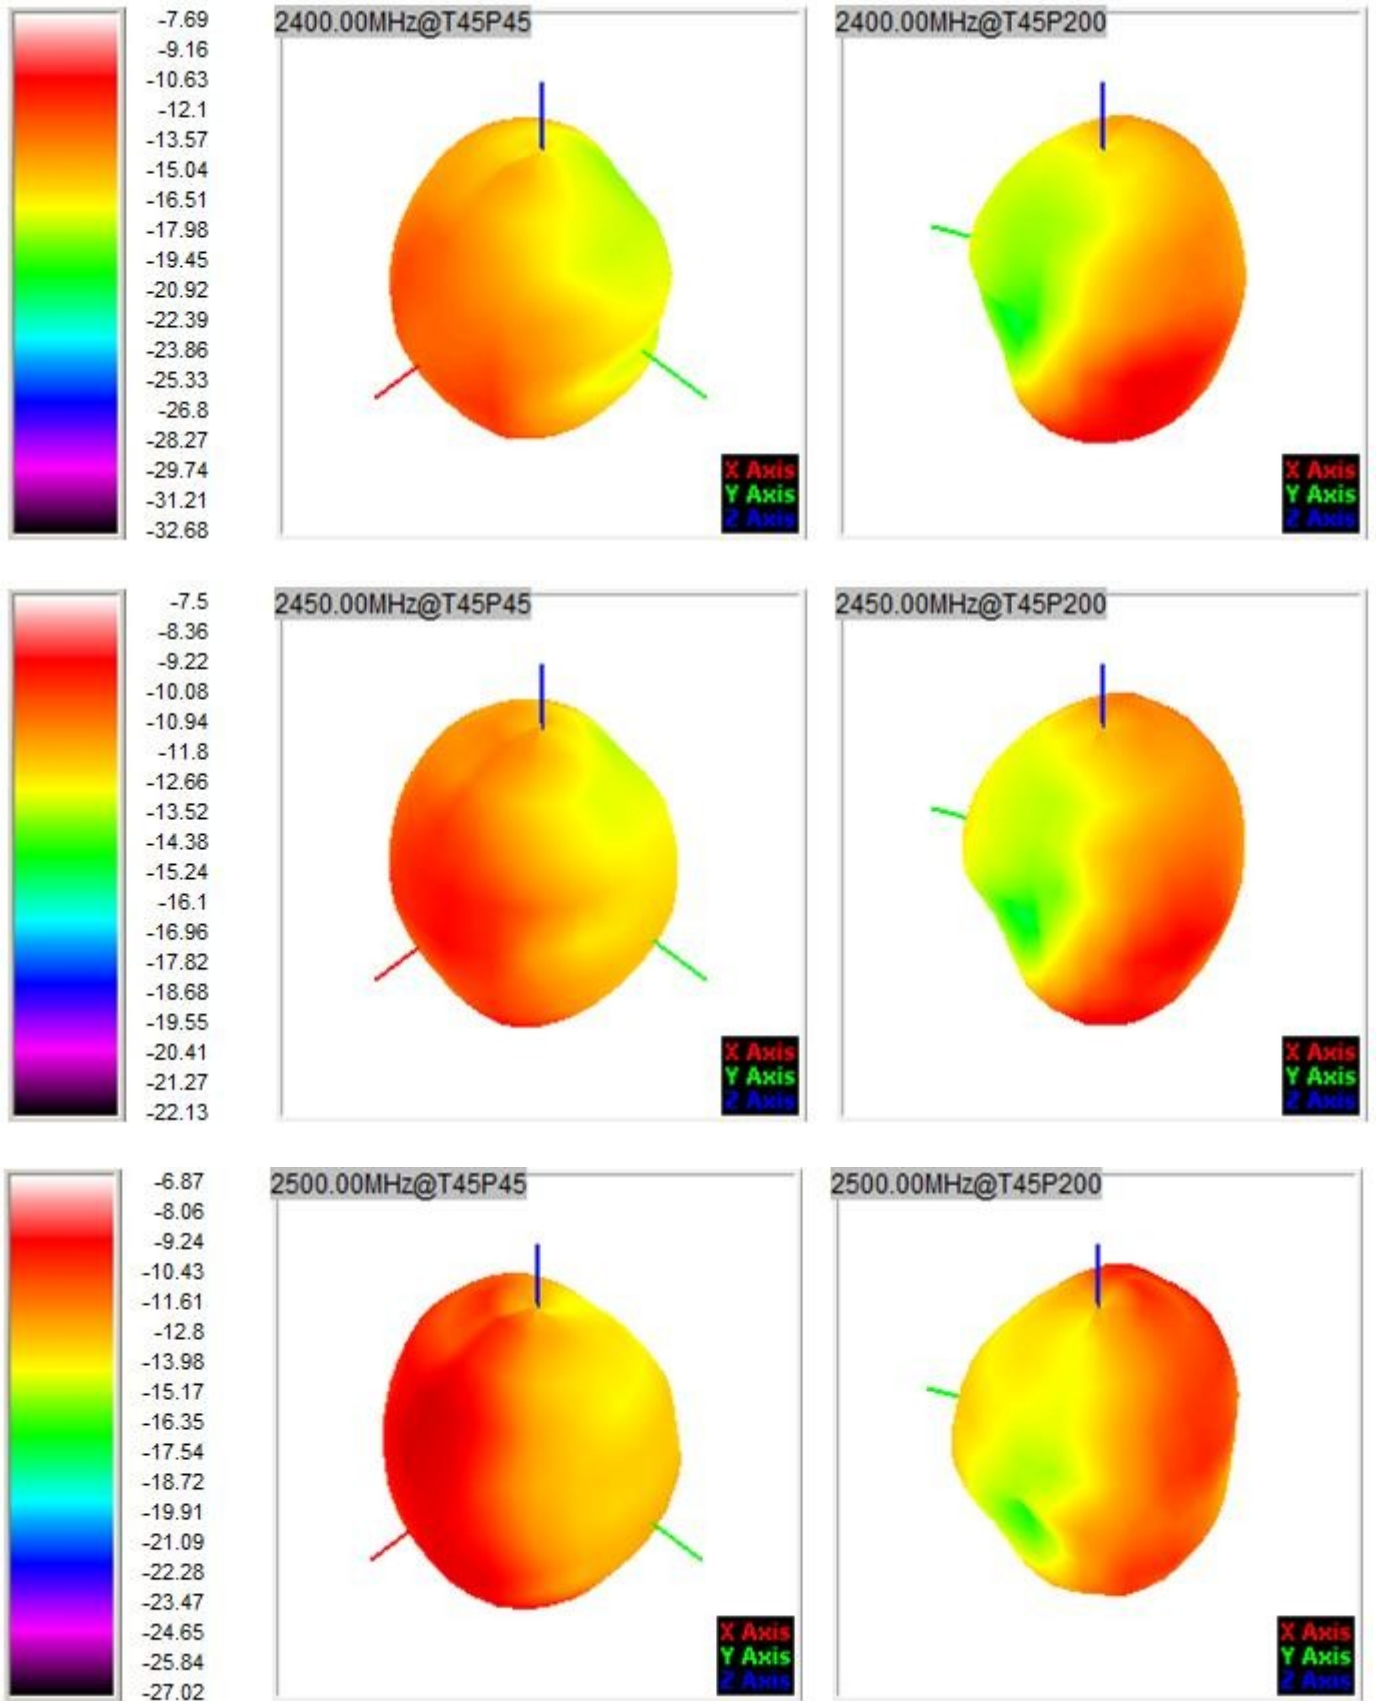 -7.69
-9.16
-10.63
-12.1
-13.57
-15.04
-16.51
-17.98
-19.45
-20.92
-22.39
-23.86
-25.33
-26.8
-28.27
-29.74
-31.21
-32.68
2400.00MHz@T45P45
X Axis
Y Axis
Z Axis
2400.00MHz@T45P200
X Axis
Y Axis
Z Axis
-7.5
-8.36
-9.22
-10.08
-10.94
-11.8
-12.66
-13.52
-14.38
-15.24
-16.1
-16.96
-17.82
-18.68
-19.55
-20.41
-21.27
-22.13
2450.00MHz@T45P45
X Axis
Y Axis
Z Axis
2450.00MHz@T45P200
X Axis
Y Axis
Z Axis
-6.87
-8.06
-9.24
-10.43
-11.61
-12.8
-13.98
-15.17
-16.35
-17.54
-18.72
-19.91
-21.09
-22.28
-23.47
-24.65
-25.84
-27.02
2500.00MHz@T45P45
X Axis
Y Axis
Z Axis
2500.00MHz@T45P200
X Axis
Y Axis
Z Axis